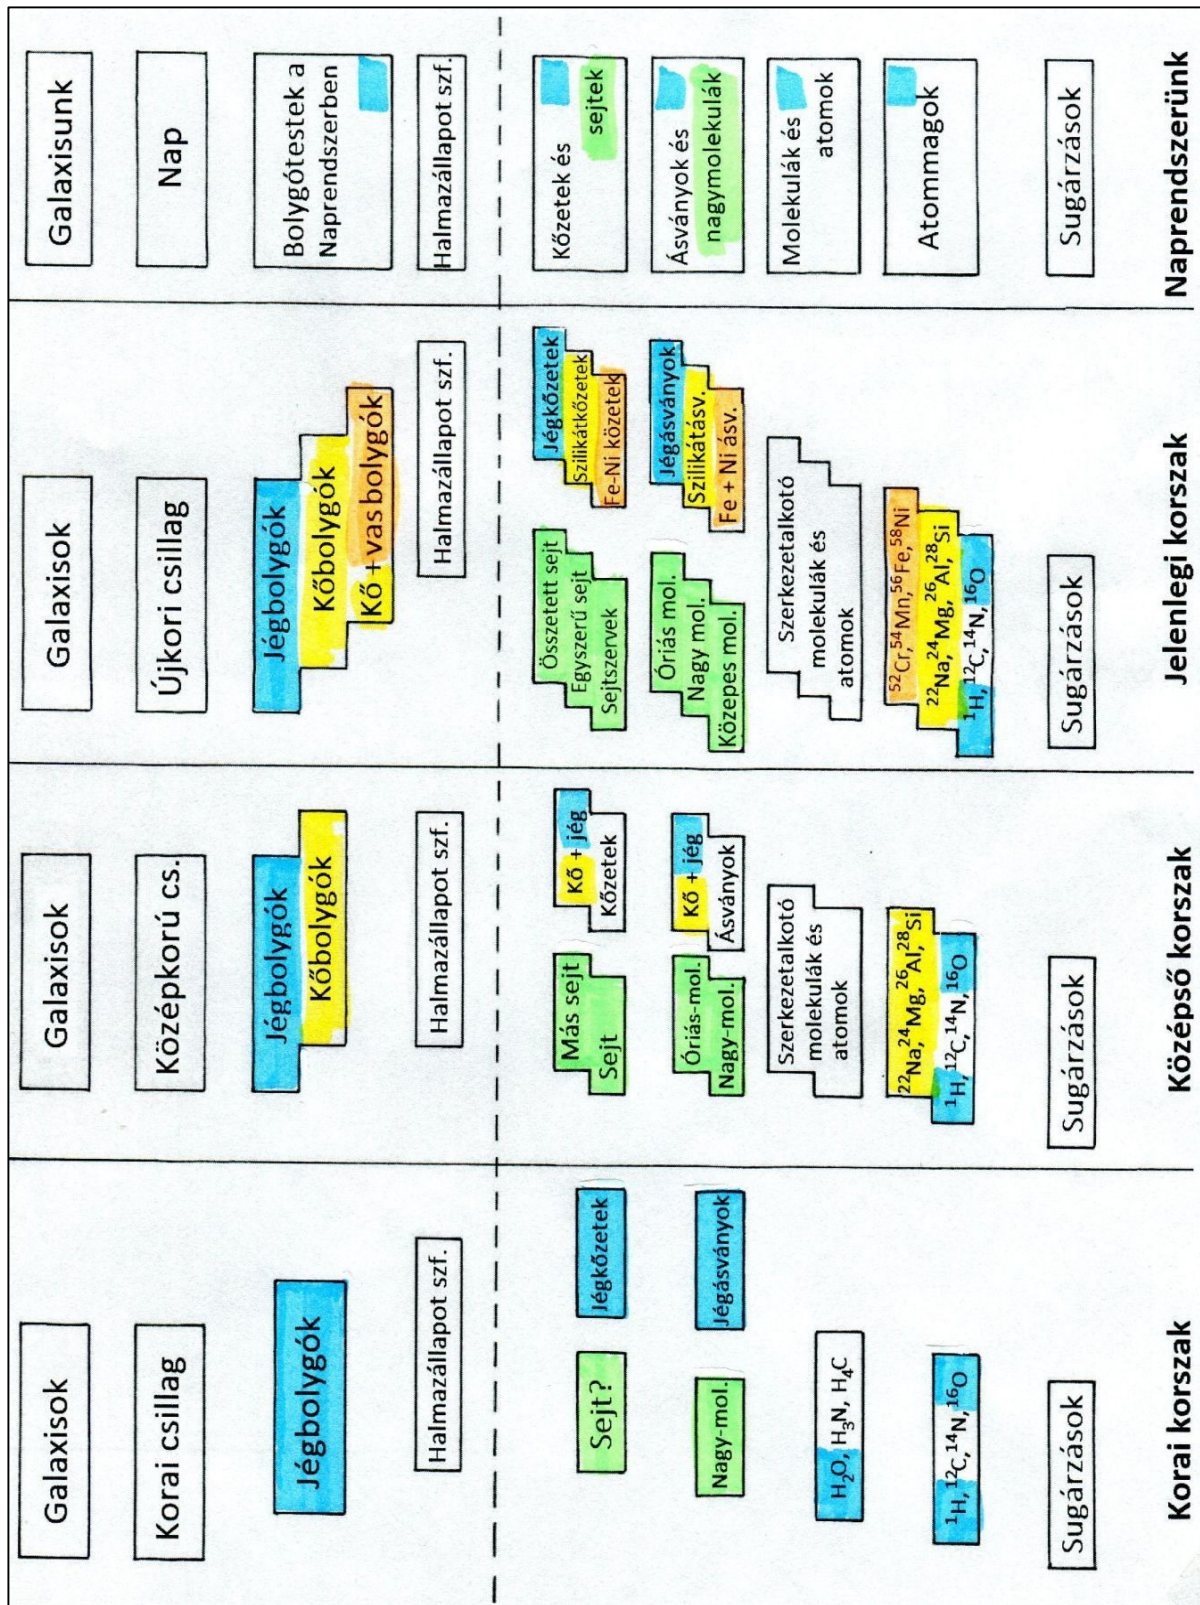 Galaxisok
Korai csillag
Jégbolygók
Halmazállapot szf.
Sejt?
Jégkőzetek
Nagy-mol.
Jégásványok
H₂O, H₃N, H₄C
¹H, ¹²C, ¹⁴N, ¹⁶O
Sugárzások
Korai korszak
Galaxisok
Középkorú cs.
Jégbolygók
Kőbolygók
Halmazállapot szf.
Más sejt
Sejt
Kő + jég
Kőzetek
Óriás-mol.
Nagy-mol.
Kő + jég
Ásványok
Szerkezetalkotó
molekulák és
atomok
²²Na, ²⁴Mg, ²⁶Al, ²⁸Si
¹H, ¹²C, ¹⁴N, ¹⁶O
Sugárzások
Középső korszak
Galaxisok
Újkori csillag
Jégbolygók
Kőbolygók
Kő + vas bolygók
Halmazállapot szf.
Összetett sejt
Egyszerű sejt
Sejtszervek
Jégkőzetek
Szilikátkőzetek
Fe-Ni közetek
Óriás mol.
Nagy mol.
Közepes mol.
Jégásványok
Szilikátásv.
Fe + Ni ásv.
Szerkezetalkotó
molekulák és
atomok
⁵²Cr, ⁵⁴Mn, ⁵⁶Fe, ⁵⁸Ni
²²Na, ²⁴Mg, ²⁶Al, ²⁸Si
¹H, ¹²C, ¹⁴N, ¹⁶O
Sugárzások
Jelenlegi korszak
Galaxisunk
Nap
Bolygótestek a
Naprendszerben
Halmazállapot szf.
Kőzetek és
sejtek
Ásványok és
nagymolekulák
Molekulák és
atomok
Atommagok
Sugárzások
Naprendszerünk